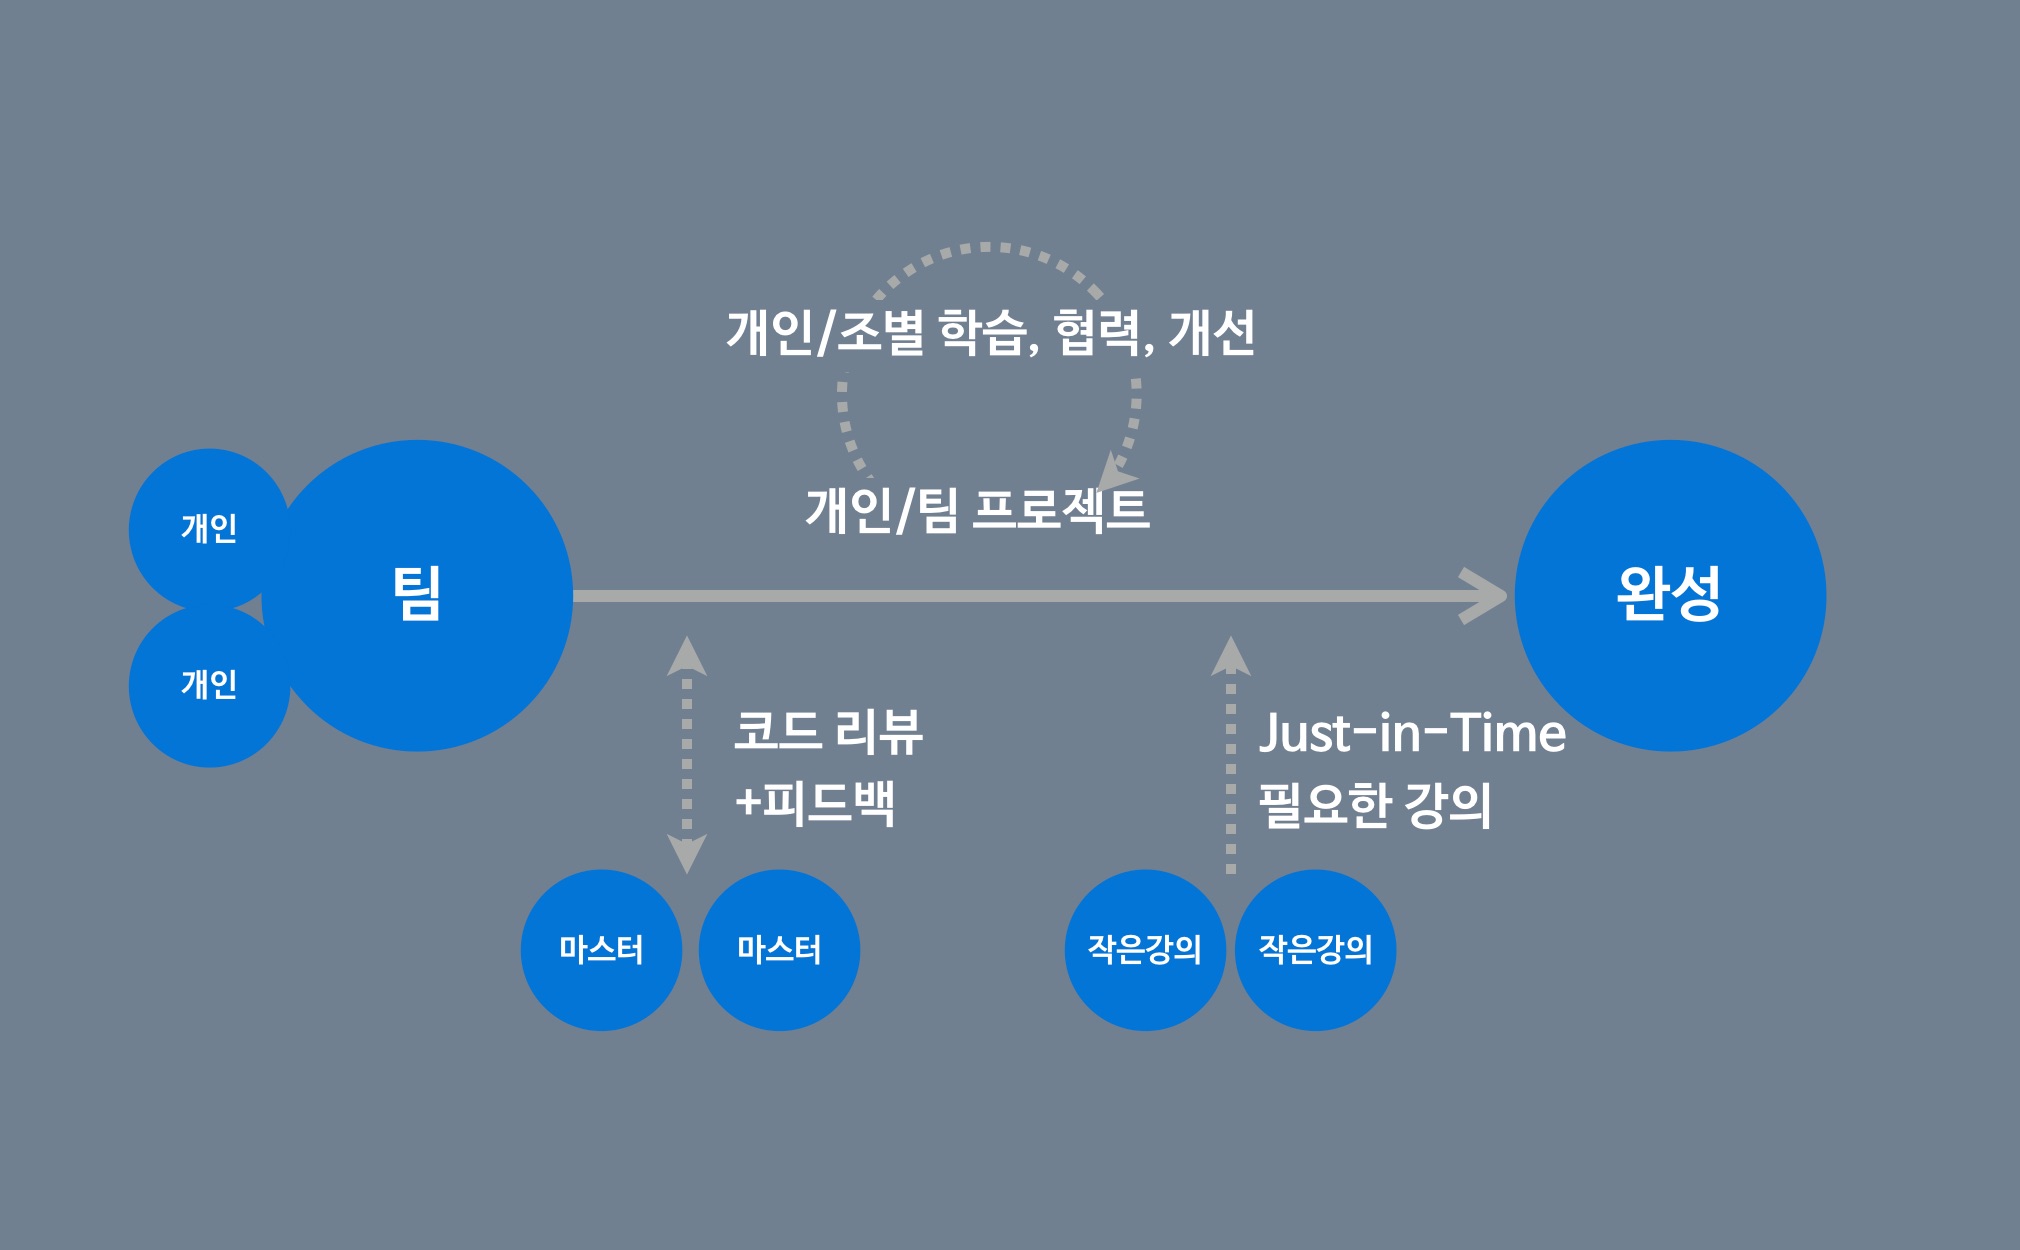 개인/조별 학습, 협력, 개선
개인/팀 프로젝트
개인
개인
팀
완성
코드 리뷰
+피드백
Just-in-Time
필요한 강의
마스터
마스터
작은강의
작은강의